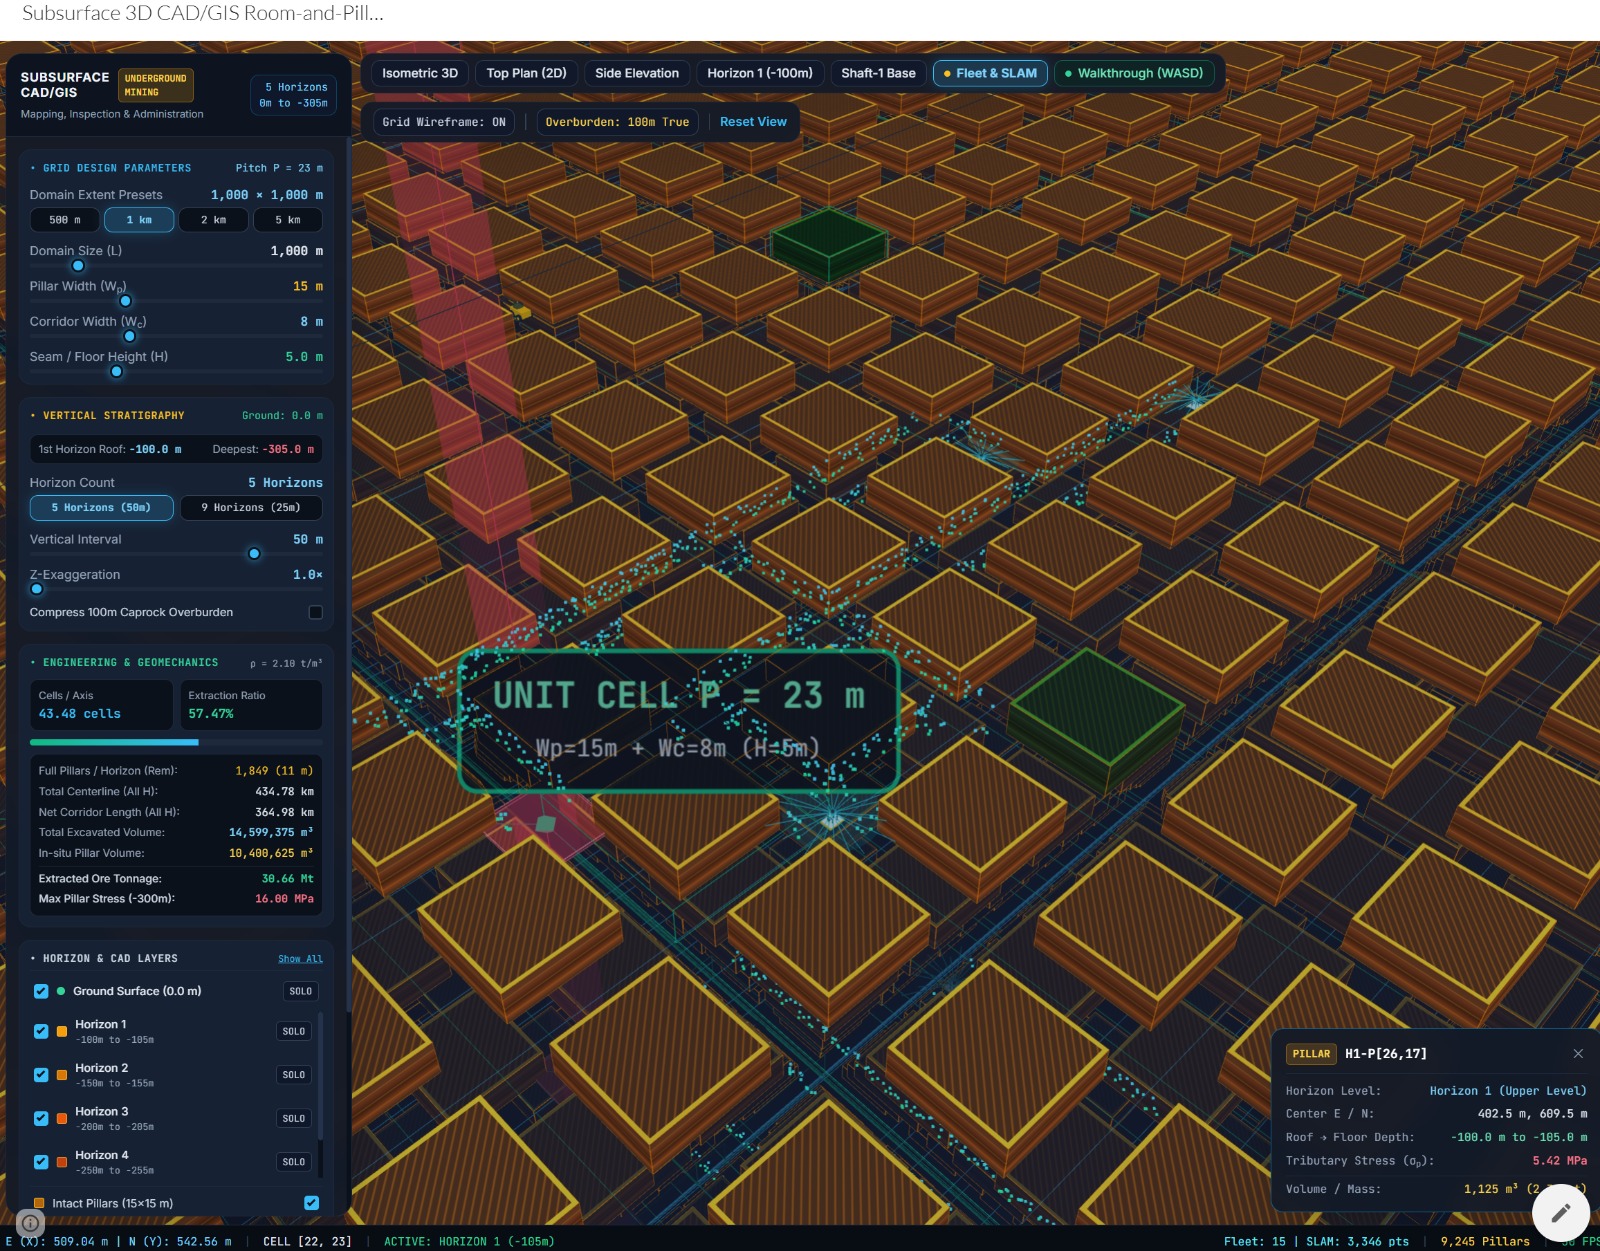 Subsurface 3D CAD/GIS Room-and-Pill...
SUBSURFACE CAD/GIS
UNDERGROUND MINING
Mapping, Inspection & Administration
5 Horizons
0m to -305m
Isometric 3D
Top Plan (2D)
Side Elevation
Horizon 1 (-100m)
Shaft-1 Base
Fleet & SLAM
Walkthrough (WASD)
Grid Wireframe: ON
Overburden: 100m True
Reset View
• GRID DESIGN PARAMETERS Pitch P = 23 m
Domain Extent Presets 1,000 × 1,000 m
500 m 1 km 2 km 5 km
Domain Size (L) 1,000 m
Pillar Width (Wp) 15 m
Corridor Width (Wc) 8 m
Seam / Floor Height (H) 5.0 m
• VERTICAL STRATIGRAPHY Ground: 0.0 m
1st Horizon Roof: -100.0 m Deepest: -305.0 m
Horizon Count 5 Horizons
5 Horizons (50m) 9 Horizons (25m)
Vertical Interval 50 m
Z-Exaggeration 1.0×
Compress 100m Caprock Overburden
• ENGINEERING & GEOMECHANICS ρ = 2.10 t/m³
Cells / Axis Extraction Ratio
43.48 cells 57.47%
Full Pillars / Horizon (Rem): 1,849 (11 m)
Total Centerline (All H): 434.78 km
Net Corridor Length (All H): 364.98 km
Total Excavated Volume: 14,599,375 m³
In-situ Pillar Volume: 10,400,625 m³
Extracted Ore Tonnage: 30.66 Mt
Max Pillar Stress (-300m): 16.00 MPa
• HORIZON & CAD LAYERS Show All
Ground Surface (0.0 m) SOLO
Horizon 1 SOLO
-100m to -105m
Horizon 2 SOLO
-150m to -155m
Horizon 3 SOLO
-200m to -205m
Horizon 4 SOLO
-250m to -255m
Intact Pillars (15×15 m)
UNIT CELL P = 23 m
Wp=15m + Wc=8m (H=5m)
PILLAR H1-P[26,17] ×
Horizon Level: Horizon 1 (Upper Level)
Center E / N: 402.5 m, 609.5 m
Roof → Floor Depth: -100.0 m to -105.0 m
Tributary Stress (σp): 5.42 MPa
Volume / Mass: 1,125 m³
E (X): 509.04 m | N (Y): 542.56 m | CELL [22, 23] | ACTIVE: HORIZON 1 (-105m)
Fleet: 15 | SLAM: 3,346 pts | 9,245 Pillars